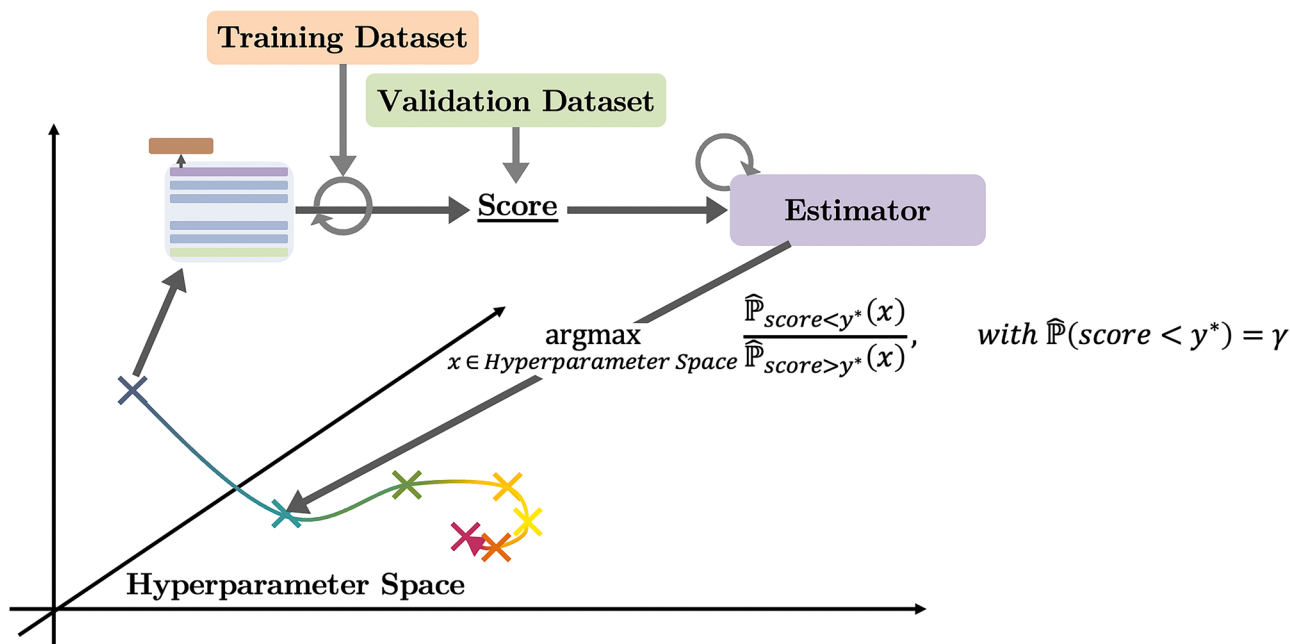 Training Dataset
Validation Dataset
Score
Estimator
argmax
x ∈ Hyperparameter Space
ℙ̂_{score<y*}(x)
ℙ̂_{score>y*}(x)
,
with ℙ̂(score < y*) = γ
Hyperparameter Space